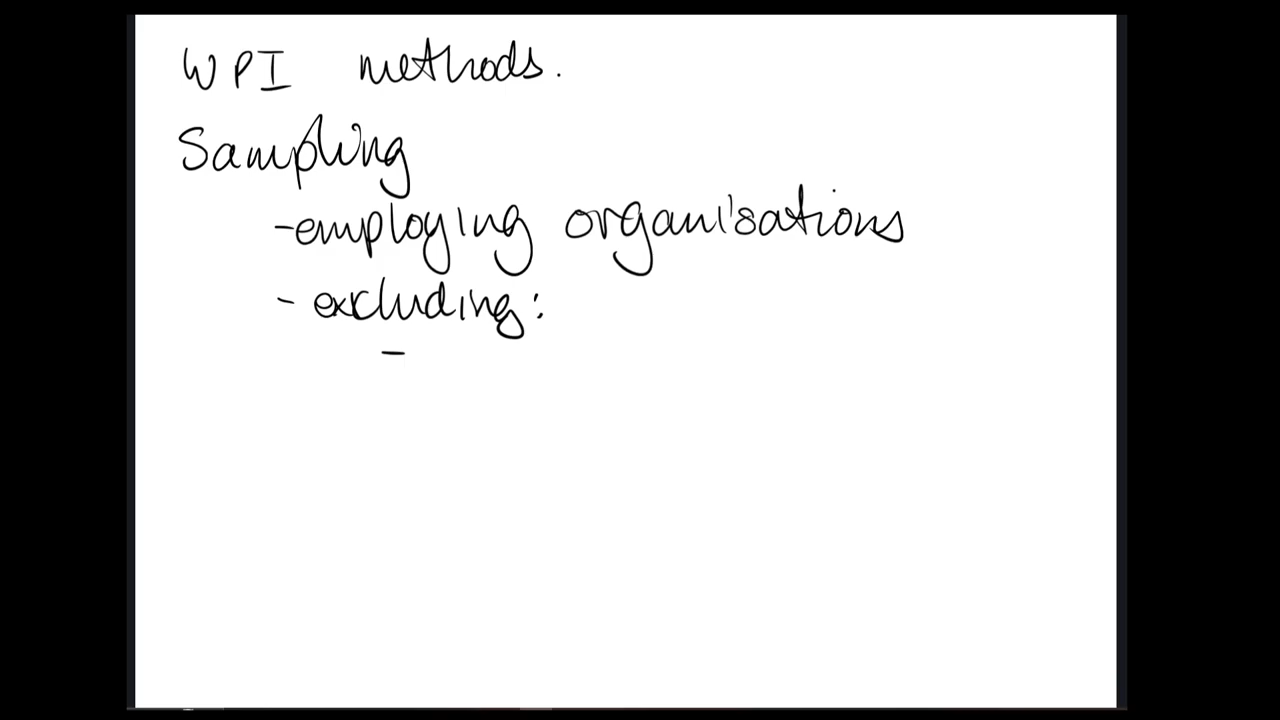 WPI methods.
Sampling
-employing organisations
- excluding:
-